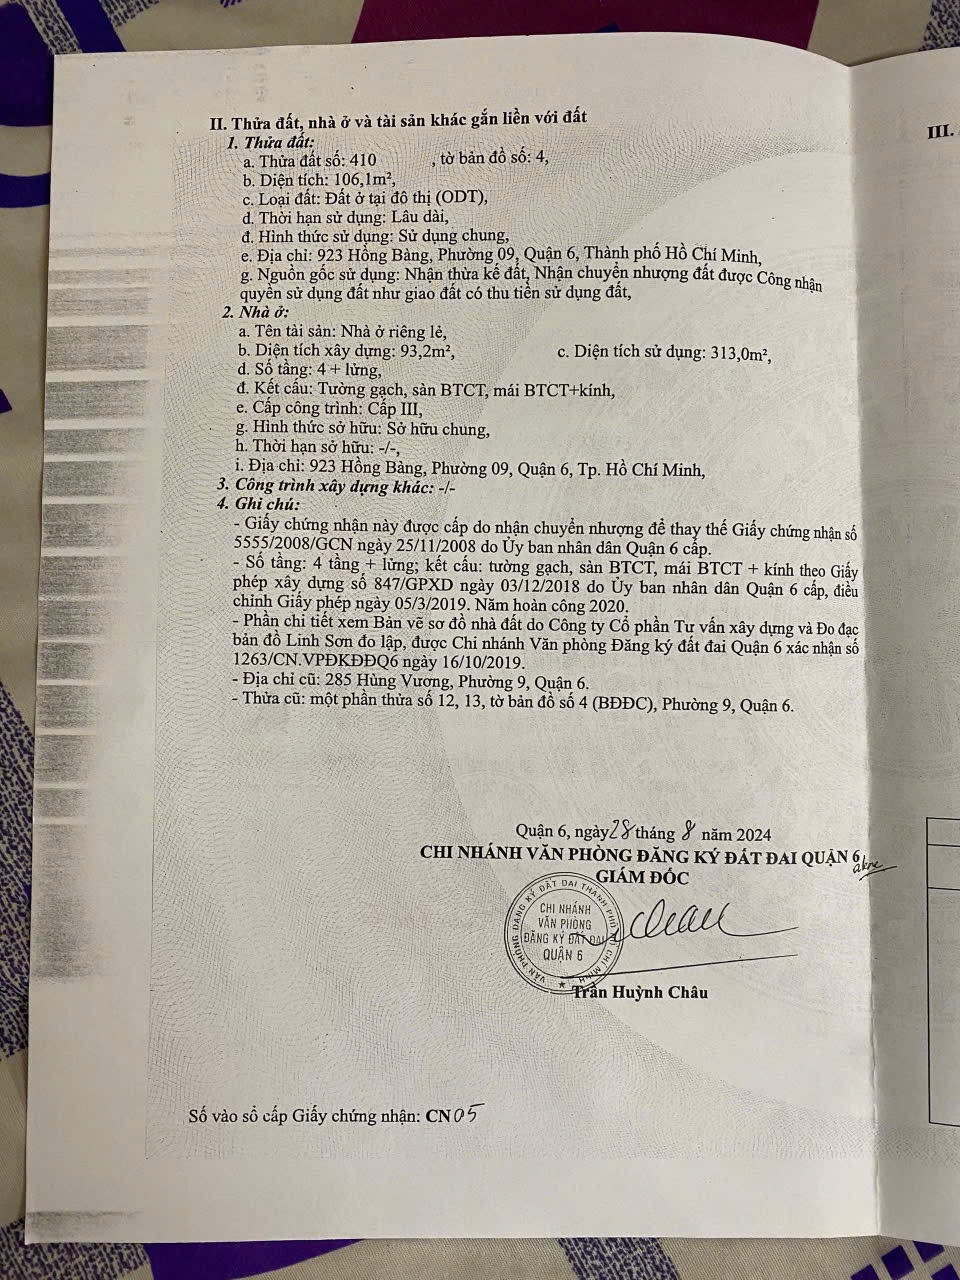 II. Thửa đất, nhà ở và tài sản khác gắn liền với đất
1. Thửa đất:
a. Thửa đất số: 410 , tờ bản đồ số: 4,
b. Diện tích: 106,1m²,
c. Loại đất: Đất ở tại đô thị (ODT),
d. Thời hạn sử dụng: Lâu dài,
đ. Hình thức sử dụng: Sử dụng chung,
e. Địa chỉ: 923 Hồng Bàng, Phường 09, Quận 6, Thành phố Hồ Chí Minh,
g. Nguồn gốc sử dụng: Nhận thừa kế đất, Nhận chuyển nhượng đất được Công nhận
quyền sử dụng đất như giao đất có thu tiền sử dụng đất,
2. Nhà ở:
a. Tên tài sản: Nhà ở riêng lẻ,
b. Diện tích xây dựng: 93,2m², c. Diện tích sử dụng: 313,0m²,
d. Số tầng: 4 + lửng,
đ. Kết cấu: Tường gạch, sàn BTCT, mái BTCT+kính,
e. Cấp công trình: Cấp III,
g. Hình thức sở hữu: Sở hữu chung,
h. Thời hạn sở hữu: -/-,
i. Địa chỉ: 923 Hồng Bàng, Phường 09, Quận 6, Tp. Hồ Chí Minh,
3. Công trình xây dựng khác: -/-
4. Ghi chú:
- Giấy chứng nhận này được cấp do nhận chuyển nhượng để thay thế Giấy chứng nhận số
5555/2008/GCN ngày 25/11/2008 do Ủy ban nhân dân Quận 6 cấp.
- Số tầng: 4 tầng + lửng; kết cấu: tường gạch, sàn BTCT, mái BTCT + kính theo Giấy
phép xây dựng số 847/GPXD ngày 03/12/2018 do Ủy ban nhân dân Quận 6 cấp, điều
chỉnh Giấy phép ngày 05/3/2019. Năm hoàn công 2020.
- Phần chi tiết xem Bản vẽ sơ đồ nhà đất do Công ty Cổ phần Tư vấn xây dựng và Đo đạc
bản đồ Linh Sơn đo lập, được Chi nhánh Văn phòng Đăng ký đất đai Quận 6 xác nhận số
1263/CN.VPĐKĐĐQ6 ngày 16/10/2019.
- Địa chỉ cũ: 285 Hùng Vương, Phường 9, Quận 6.
- Thửa cũ: một phần thửa số 12, 13, tờ bản đồ số 4 (BĐĐC), Phường 9, Quận 6.
Quận 6, ngày 28 tháng 8 năm 2024
CHI NHÁNH VĂN PHÒNG ĐĂNG KÝ ĐẤT ĐAI QUẬN 6
GIÁM ĐỐC
VĂN PHÒNG ĐĂNG KÝ ĐẤT ĐAI THÀNH PHỐ HỒ CHÍ MINH
CHI NHÁNH
VĂN PHÒNG
ĐĂNG KÝ ĐẤT ĐAI
QUẬN 6
Trần Huỳnh Châu
Số vào sổ cấp Giấy chứng nhận: CN05
III.